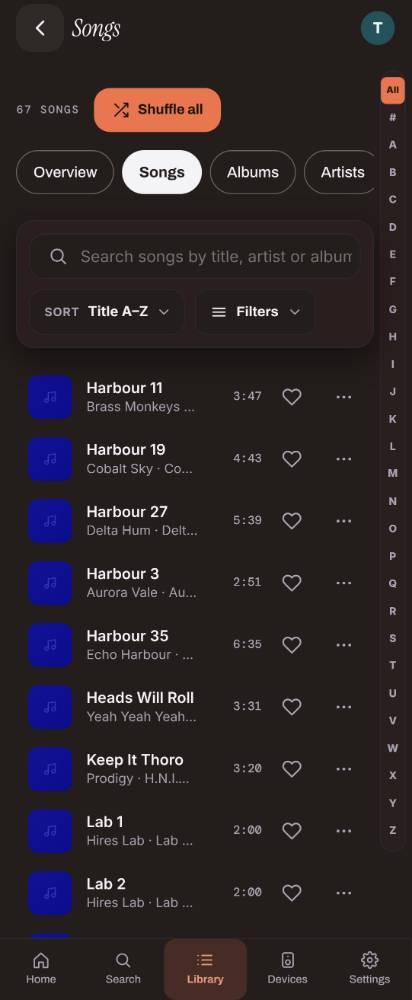 Songs
T
67 SONGS
Shuffle all
Overview
Songs
Albums
Artists
Search songs by title, artist or album
SORT Title A–Z
Filters
Harbour 11
3:47
Brass Monkeys ...
Harbour 19
4:43
Cobalt Sky · Co...
Harbour 27
5:39
Delta Hum · Delt...
Harbour 3
2:51
Aurora Vale · Au...
Harbour 35
6:35
Echo Harbour · ...
Heads Will Roll
3:31
Yeah Yeah Yeah...
Keep It Thoro
3:20
Prodigy · H.N.I....
Lab 1
2:00
Hires Lab · Lab ...
Lab 2
2:00
Hires Lab · Lab ...
All
#
A
B
C
D
E
F
G
H
I
J
K
L
M
N
O
P
Q
R
S
T
U
V
W
X
Y
Z
Home
Search
Library
Devices
Settings